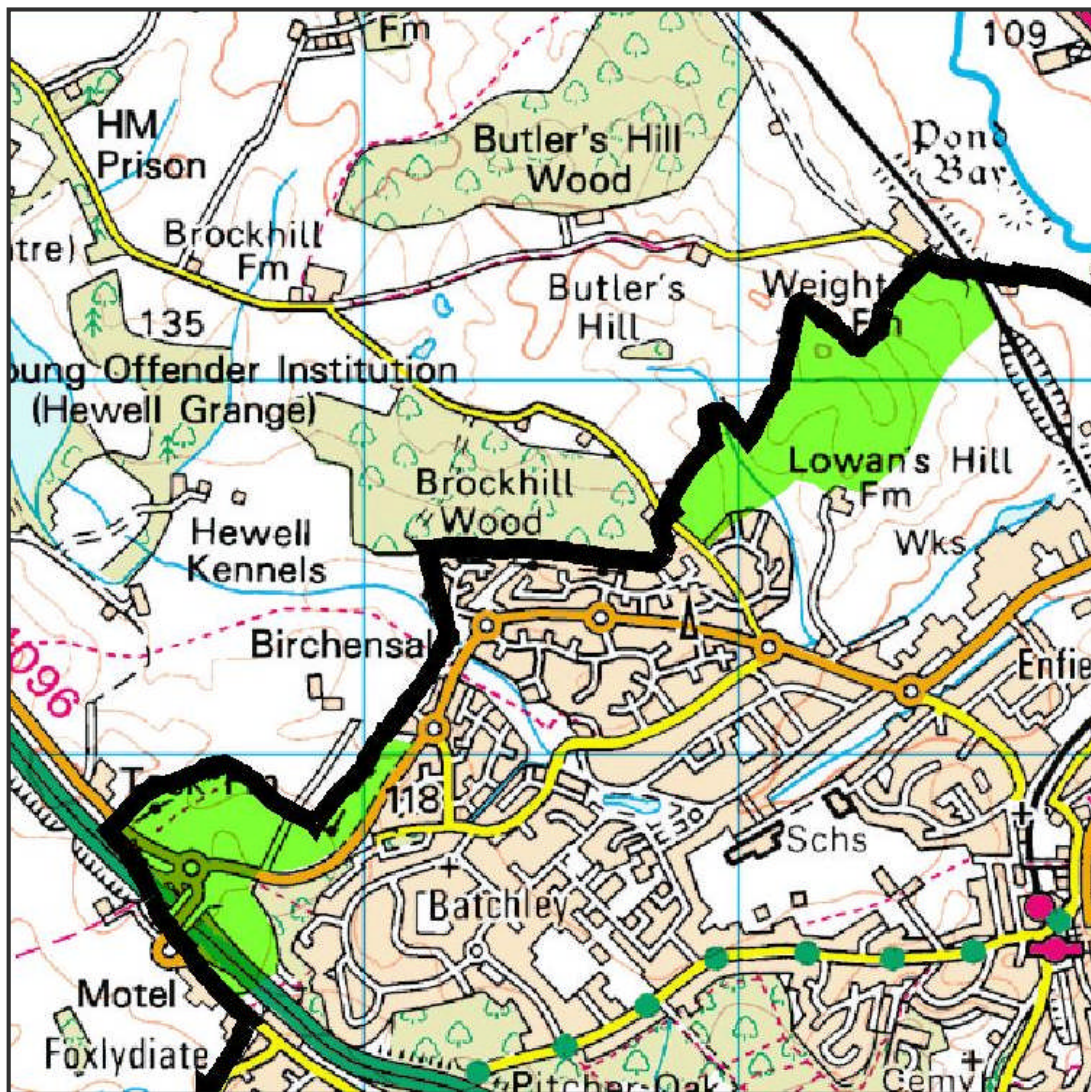 Fm
109
HM
Prison
Butler's Hill
Wood
Pond
Bay
Brockhill
Fm
ntre)
Butler's
Hill
Weight
Fm
135
oung Offender Institution
(Hewell Grange)
Lowan's Hill
Fm
Brockhill
Wood
Hewell
Kennels
Wks
Birchensal
Enfie
1096
118
Schs
Batchley
Motel
Foxlydiate
Pitcher Oak
Cemy